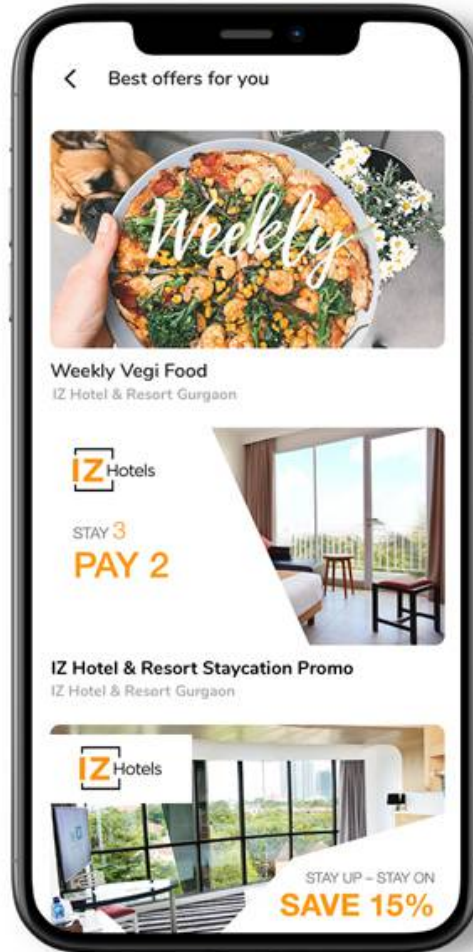 Best offers for you
Weekly
Weekly Vegi Food
IZ Hotel & Resort Gurgaon
IZ Hotels
STAY 3
PAY 2
IZ Hotel & Resort Staycation Promo
IZ Hotel & Resort Gurgaon
IZ Hotels
STAY UP – STAY ON
SAVE 15%